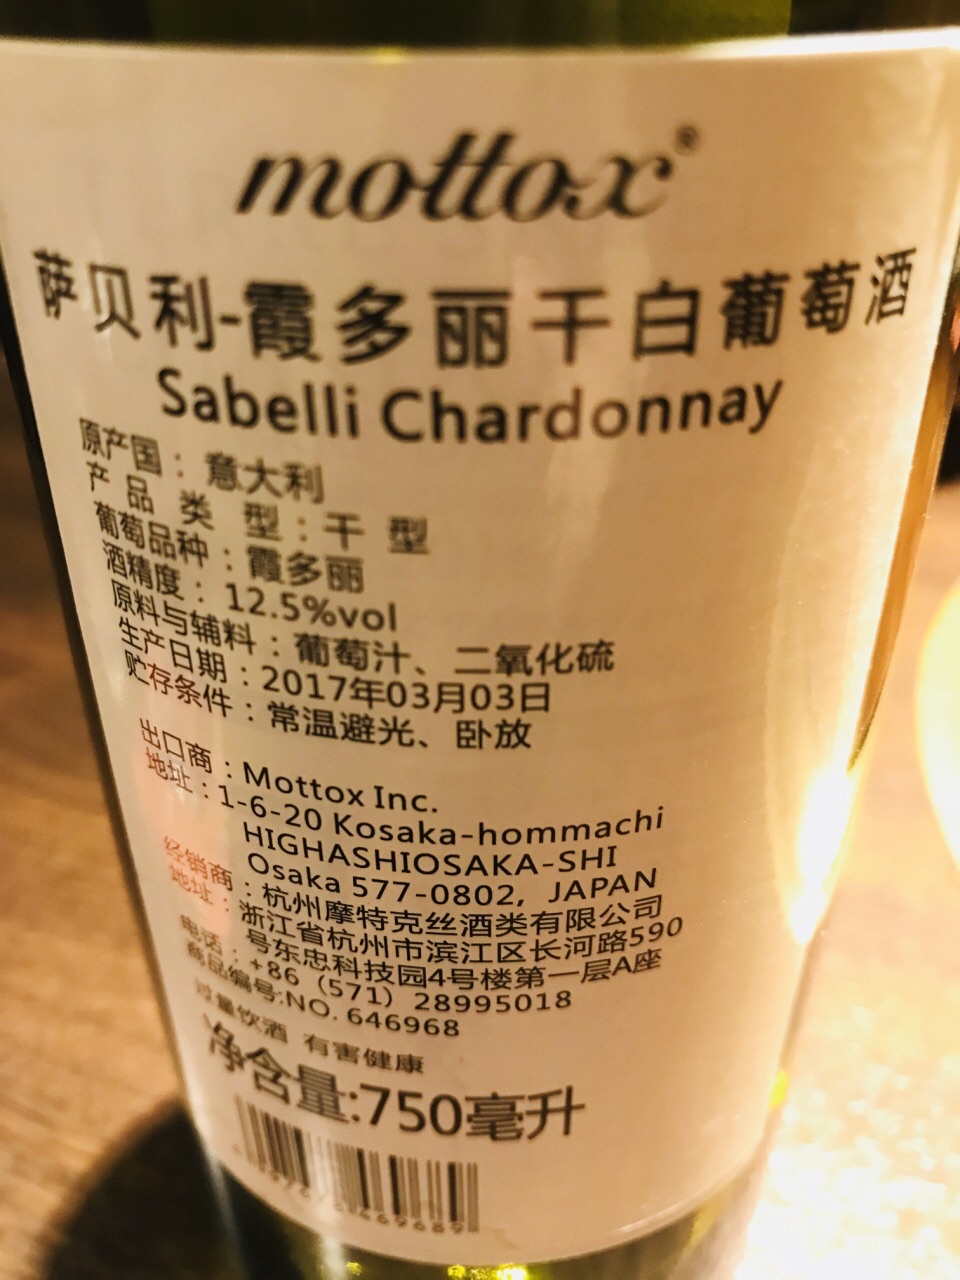 mottox®
萨贝利-霞多丽干白葡萄酒
Sabelli Chardonnay
原产国：意大利
产品类型：干型
葡萄品种：霞多丽
酒精度：12.5%vol
原料与辅料：葡萄汁、二氧化硫
生产日期：2017年03月03日
贮存条件：常温避光、卧放
出口商：Mottox Inc.
地址：1-6-20 Kosaka-hommachi
HIGHASHIOSAKA-SHI
Osaka 577-0802, JAPAN
经销商：杭州摩特克丝酒类有限公司
地址：浙江省杭州市滨江区长河路590
号东忠科技园4号楼第一层A座
电话：+86（571）28995018
商品编号:NO. 646968
过量饮酒 有害健康
净含量:750毫升